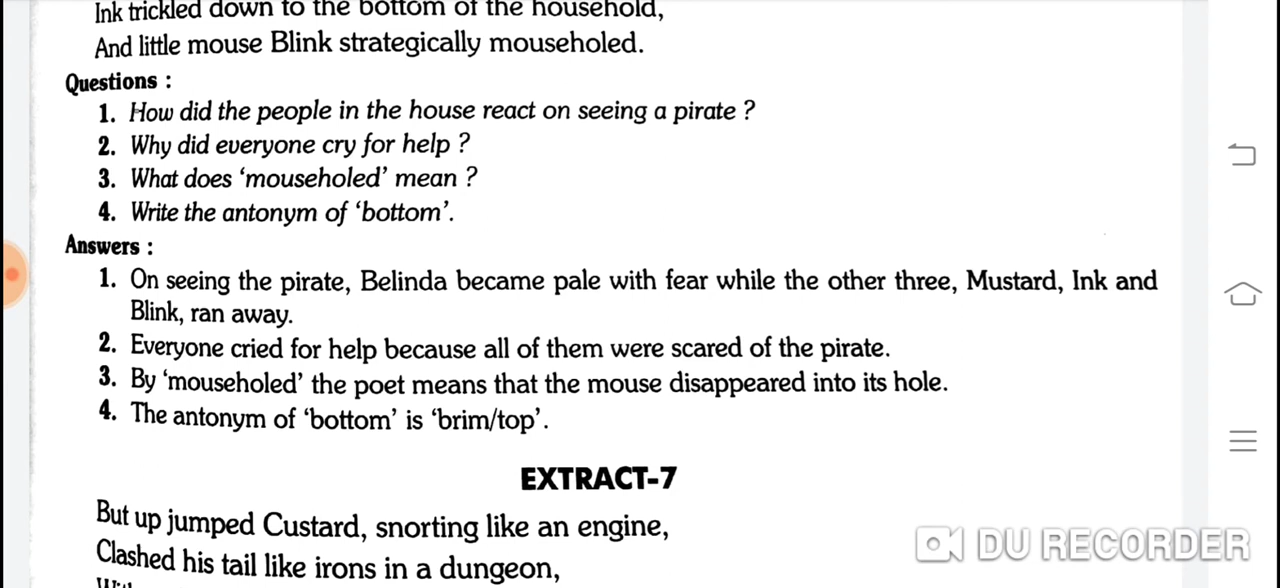 Ink trickled down to the bottom of the household,
And little mouse Blink strategically mouseholed.
Questions :
1. How did the people in the house react on seeing a pirate ?
2. Why did everyone cry for help ?
3. What does ‘mouseholed’ mean ?
4. Write the antonym of ‘bottom’.
Answers :
1. On seeing the pirate, Belinda became pale with fear while the other three, Mustard, Ink and
Blink, ran away.
2. Everyone cried for help because all of them were scared of the pirate.
3. By ‘mouseholed’ the poet means that the mouse disappeared into its hole.
4. The antonym of ‘bottom’ is ‘brim/top’.
EXTRACT-7
But up jumped Custard, snorting like an engine,
Clashed his tail like irons in a dungeon,
DU RECORDER